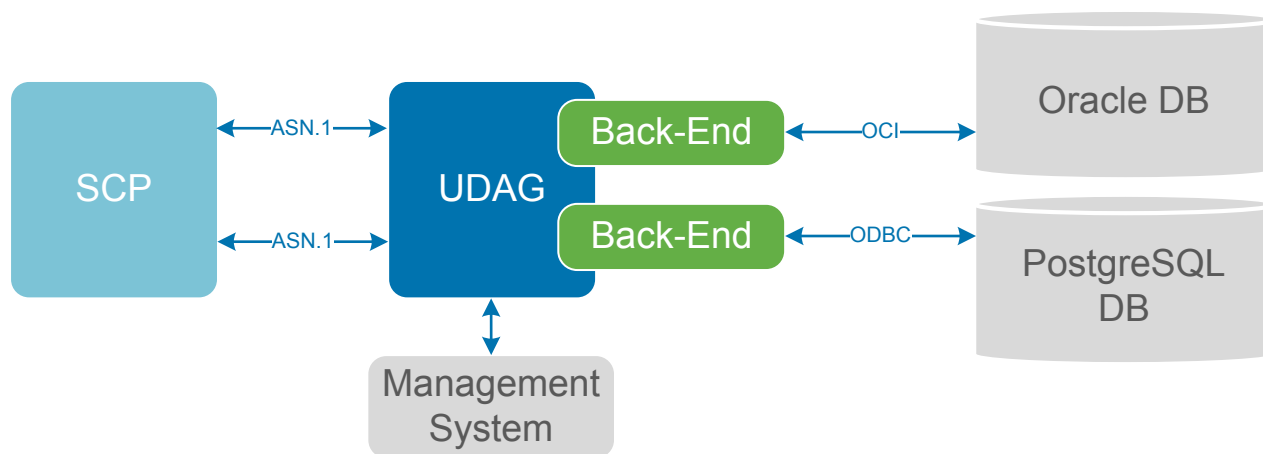 SCP
ASN.1
ASN.1
UDAG
Back-End
OCI
Oracle DB
Back-End
ODBC
PostgreSQL
DB
Management
System